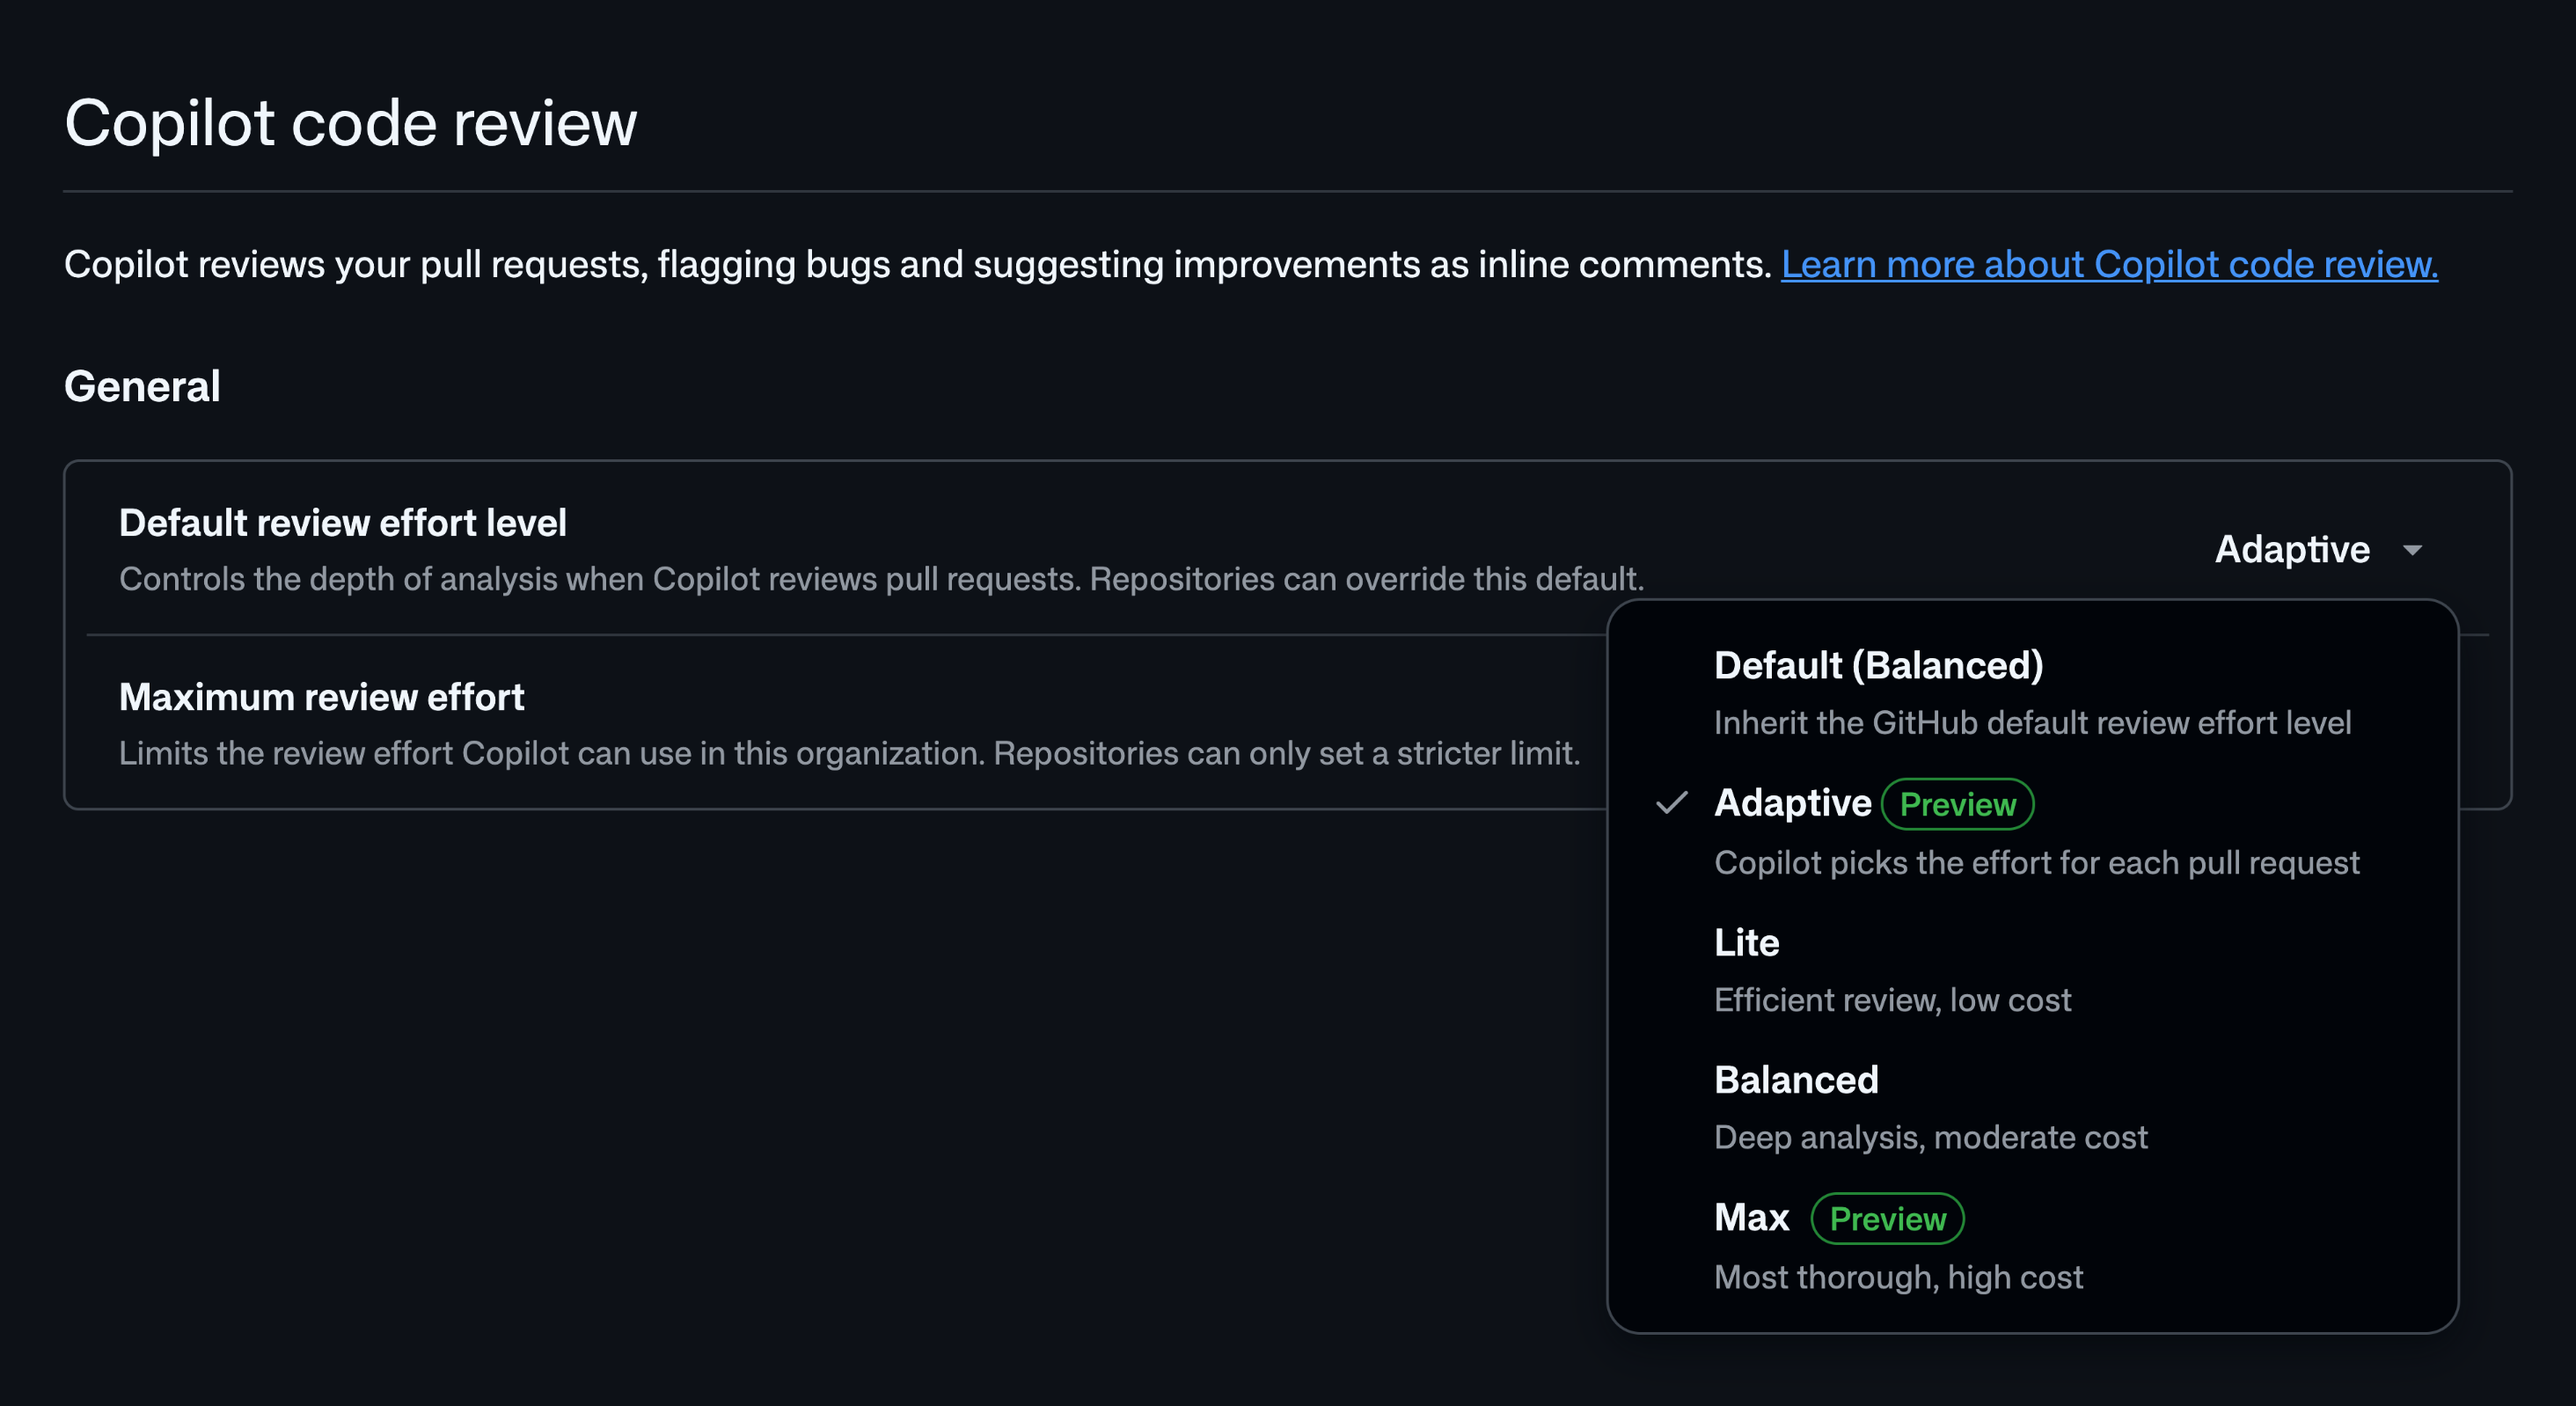 Copilot code review
Copilot reviews your pull requests, flagging bugs and suggesting improvements as inline comments. Learn more about Copilot code review.
General
Default review effort level
Controls the depth of analysis when Copilot reviews pull requests. Repositories can override this default.
Adaptive
Maximum review effort
Limits the review effort Copilot can use in this organization. Repositories can only set a stricter limit.
Default (Balanced)
Inherit the GitHub default review effort level
Adaptive Preview
Copilot picks the effort for each pull request
Lite
Efficient review, low cost
Balanced
Deep analysis, moderate cost
Max Preview
Most thorough, high cost